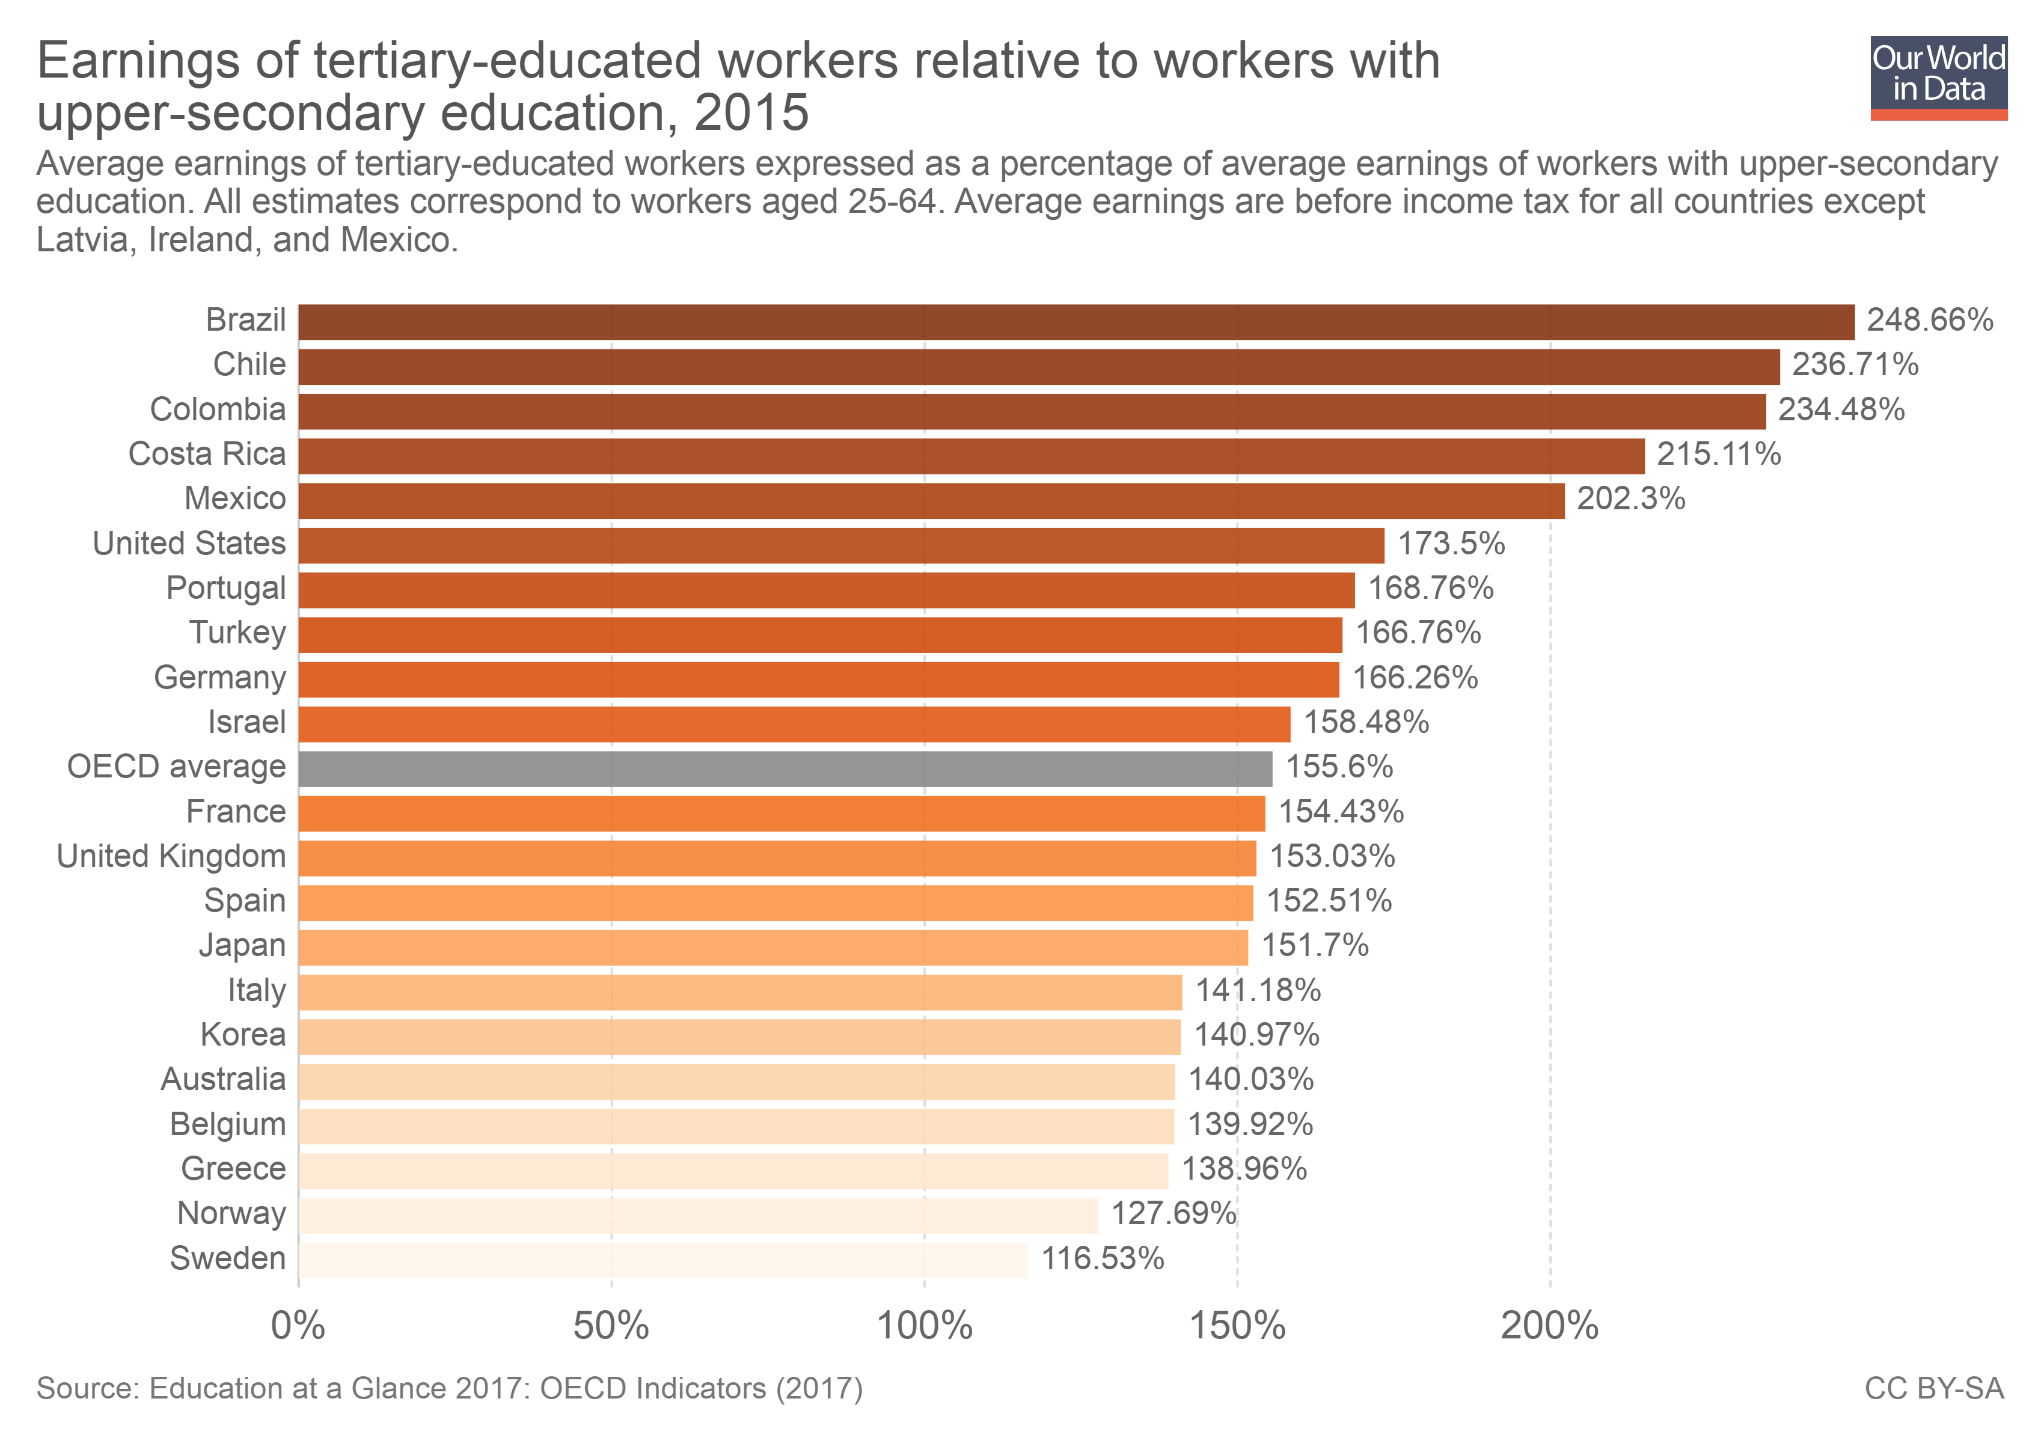 Earnings of tertiary-educated workers relative to workers with
upper-secondary education, 2015
Our World
in Data
Average earnings of tertiary-educated workers expressed as a percentage of average earnings of workers with upper-secondary
education. All estimates correspond to workers aged 25-64. Average earnings are before income tax for all countries except
Latvia, Ireland, and Mexico.
Brazil 248.66%
Chile 236.71%
Colombia 234.48%
Costa Rica 215.11%
Mexico 202.3%
United States 173.5%
Portugal 168.76%
Turkey 166.76%
Germany 166.26%
Israel 158.48%
OECD average 155.6%
France 154.43%
United Kingdom 153.03%
Spain 152.51%
Japan 151.7%
Italy 141.18%
Korea 140.97%
Australia 140.03%
Belgium 139.92%
Greece 138.96%
Norway 127.69%
Sweden 116.53%
0% 50% 100% 150% 200%
Source: Education at a Glance 2017: OECD Indicators (2017) CC BY-SA